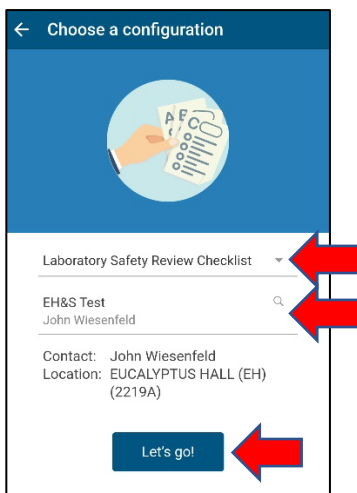 ← Choose a configuration
A B C
Laboratory Safety Review Checklist
EH&S Test
John Wiesenfeld
Contact: John Wiesenfeld
Location: EUCALYPTUS HALL (EH)
(2219A)
Let's go!